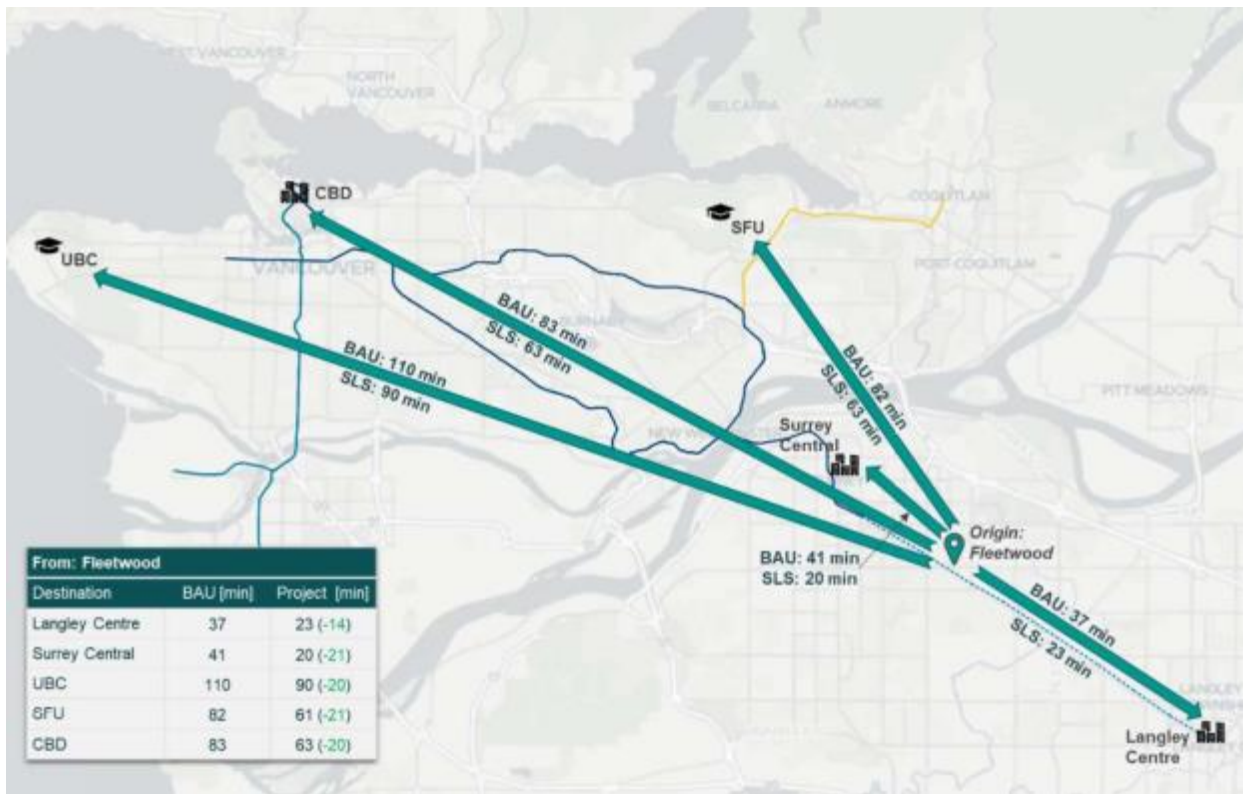 WEST VANCOUVER
NORTH
VANCOUVER
BELCARRA
ANMORE
CBD
SFU
COQUITLAM
UBC
VANCOUVER
PORT COQUITLAM
BURNABY
BAU: 83 min
SLS: 63 min
BAU: 110 min
SLS: 90 min
BAU: 82 min
SLS: 63 min
PITT MEADOWS
Surrey
Central
NEW WESTMINSTER
Origin:
Fleetwood
BAU: 41 min
SLS: 20 min
BAU: 37 min
SLS: 23 min
From: Fleetwood
Destination BAU [min] Project [min]
Langley Centre 37 23 (-14)
Surrey Central 41 20 (-21)
UBC 110 90 (-20)
SFU 82 61 (-21)
CBD 83 63 (-20)
LANGLEY
Langley
Centre